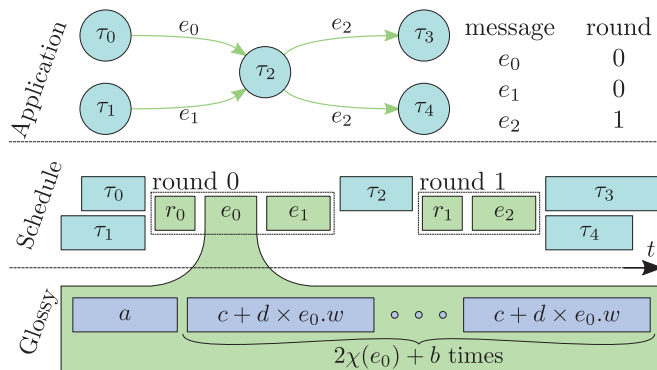 Application
τ₀ e₀ e₂ τ₃ message round
τ₂ e₀ 0
τ₁ e₁ e₂ τ₄ e₁ 0
e₂ 1
Schedule
round 0 round 1
τ₀ τ₂ τ₃
r₀ e₀ e₁ r₁ e₂
τ₁ τ₄
t
Glossy
a c + d × e₀.w c + d × e₀.w
2χ(e₀) + b times